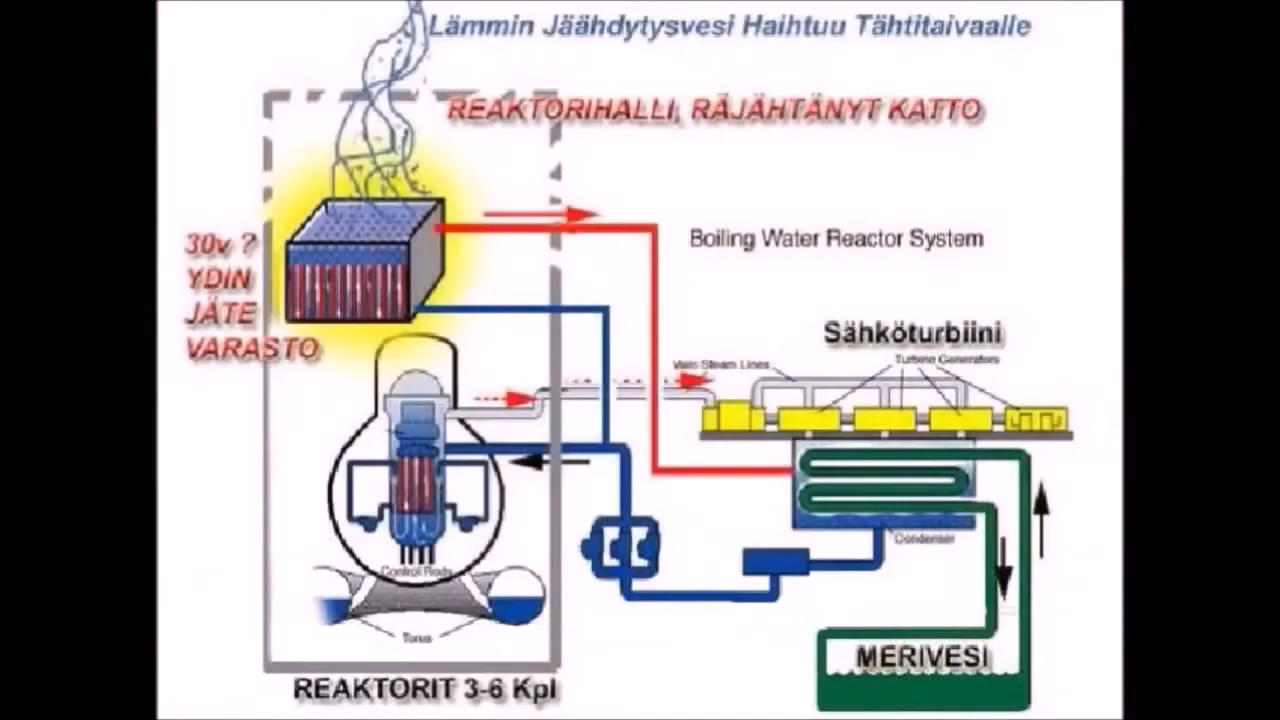 Lämmin Jäähdytysvesi Haihtuu Tähtitaivaalle
REAKTORIHALLI, RÄJÄHTÄNYT KATTO
30v ?
YDIN
JÄTE
VARASTO
Boiling Water Reactor System
Sähköturbiini
Turbine Generators
Main Steam Lines
Condenser
Control Rods
Torus
MERIVESI
REAKTORIT 3-6 Kpl